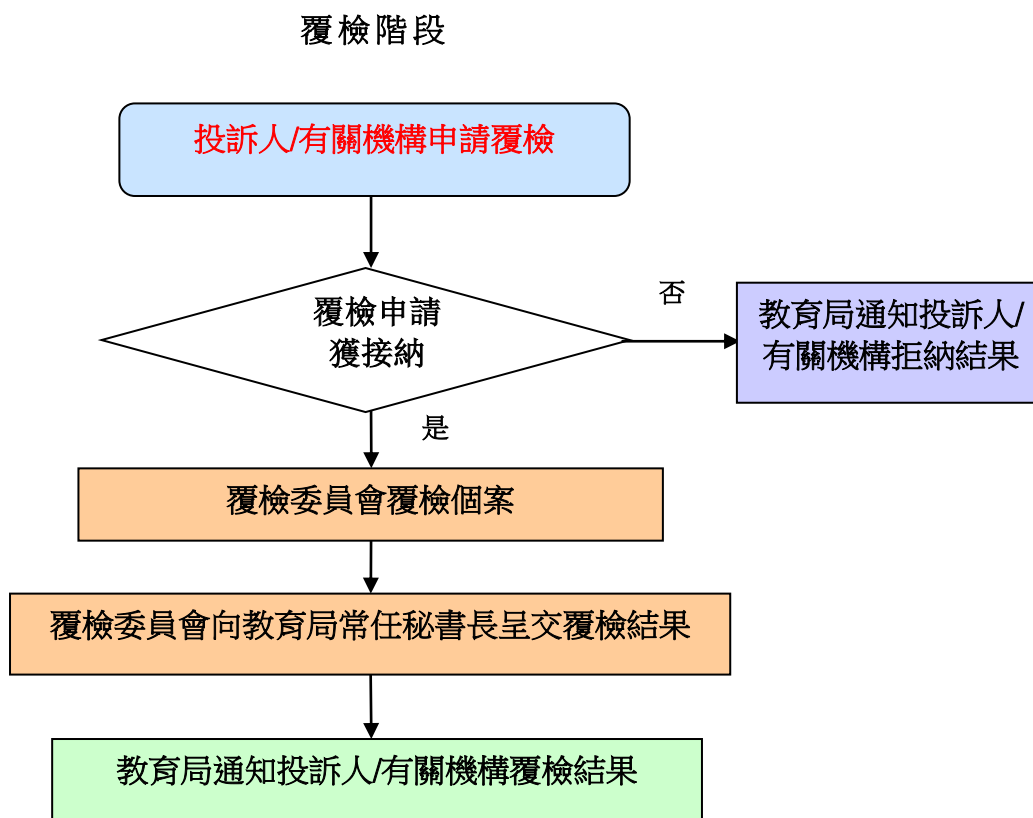 覆檢階段
投訴人/有關機構申請覆檢
覆檢申請
獲接納
否
教育局通知投訴人/
有關機構拒納結果
是
覆檢委員會覆檢個案
覆檢委員會向教育局常任秘書長呈交覆檢結果
教育局通知投訴人/有關機構覆檢結果